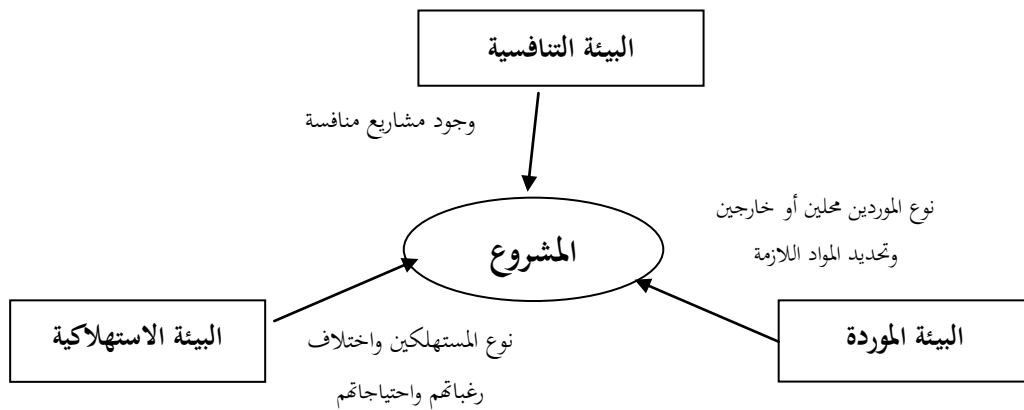 البيئة التنافسية
وجود مشاريع منافسة
نوع الموردين محلين أو خارجين
وتحديد المواد اللازمة
المشروع
البيئة الموردة
البيئة الاستهلاكية
نوع المستهلكين واختلاف
رغباتهم واحتياجاتهم